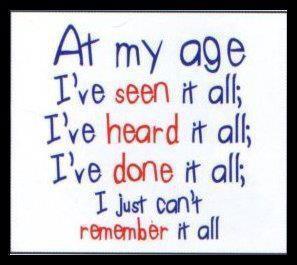 At my age
I've seen it all;
I've heard it all;
I've done it all;
I just can't
remember it all